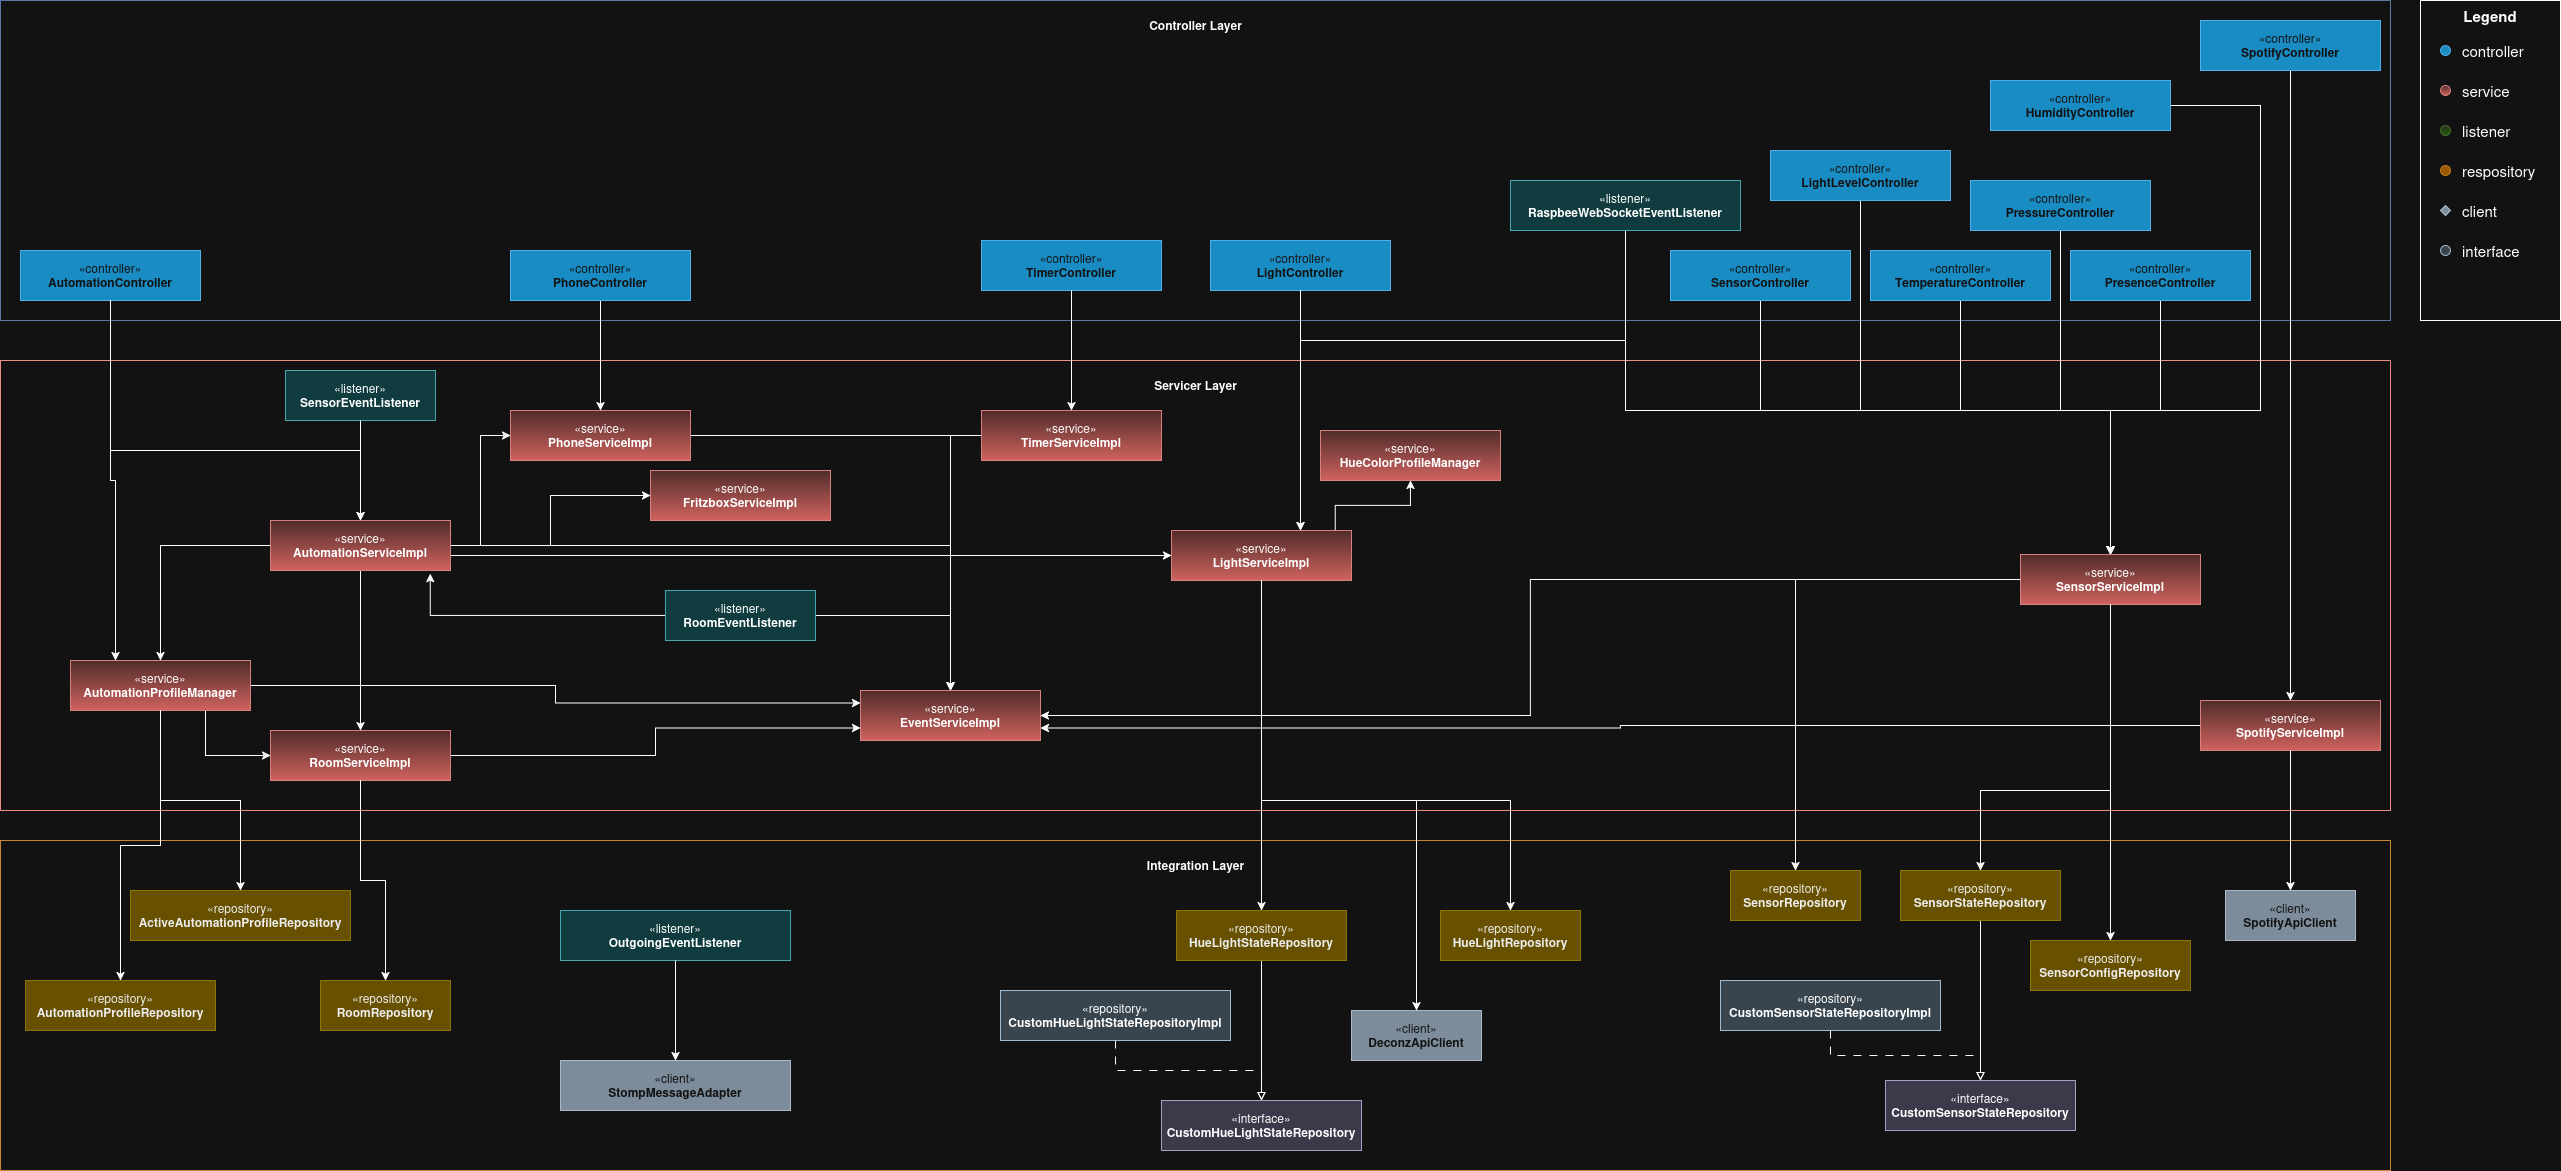 Controller Layer
«controller»
SpotifyController
«controller»
HumidityController
«controller»
LightLevelController
«listener»
RaspbeeWebSocketEventListener
«controller»
PressureController
«controller»
AutomationController
«controller»
PhoneController
«controller»
TimerController
«controller»
LightController
«controller»
SensorController
«controller»
TemperatureController
«controller»
PresenceController
Legend
controller
service
listener
respository
client
interface
Servicer Layer
«listener»
SensorEventListener
«service»
PhoneServiceImpl
«service»
TimerServiceImpl
«service»
HueColorProfileManager
«service»
FritzboxServiceImpl
«service»
AutomationServiceImpl
«service»
LightServiceImpl
«service»
SensorServiceImpl
«listener»
RoomEventListener
«service»
AutomationProfileManager
«service»
EventServiceImpl
«service»
SpotifyServiceImpl
«service»
RoomServiceImpl
Integration Layer
«repository»
SensorRepository
«repository»
SensorStateRepository
«repository»
ActiveAutomationProfileRepository
«client»
SpotifyApiClient
«listener»
OutgoingEventListener
«repository»
HueLightStateRepository
«repository»
HueLightRepository
«repository»
SensorConfigRepository
«repository»
AutomationProfileRepository
«repository»
RoomRepository
«repository»
CustomHueLightStateRepositoryImpl
«repository»
CustomSensorStateRepositoryImpl
«client»
DeconzApiClient
«client»
StompMessageAdapter
«interface»
CustomHueLightStateRepository
«interface»
CustomSensorStateRepository